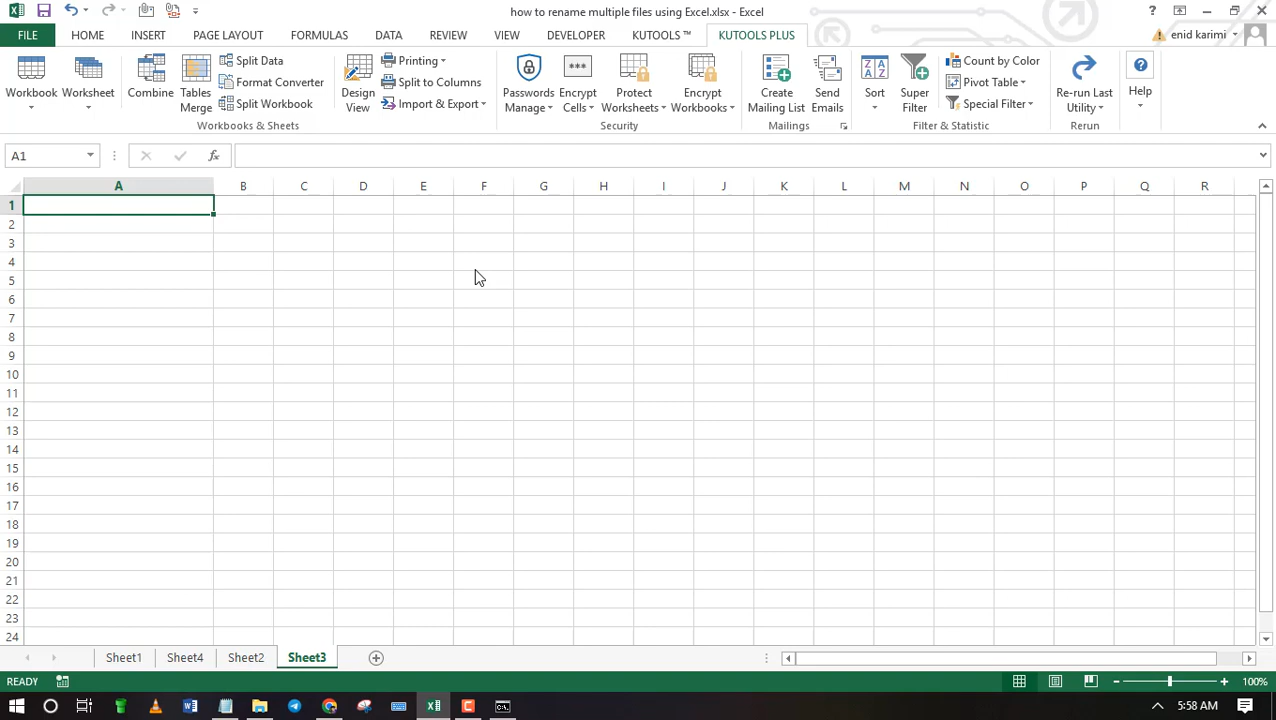 how to rename multiple files using Excel.xlsx - Excel
FILE HOME INSERT PAGE LAYOUT FORMULAS DATA REVIEW VIEW DEVELOPER KUTOOLS ™ KUTOOLS PLUS enid karimi
Workbook
Worksheet
Combine
Tables
Merge
Split Data
Format Converter
Split Workbook
Workbooks & Sheets
Design
View
Printing
Split to Columns
Import & Export
Passwords
Manage
Encrypt
Cells
Protect
Worksheets
Encrypt
Workbooks
Security
Create
Mailing List
Send
Emails
Mailings
Sort
Super
Filter
Count by Color
Pivot Table
Special Filter
Filter & Statistic
Re-run Last
Utility
Rerun
Help
A1 fx
A B C D E F G H I J K L M N O P Q R
1
2
3
4
5
6
7
8
9
10
11
12
13
14
15
16
17
18
19
20
21
22
23
24
Sheet1 Sheet4 Sheet2 Sheet3
READY 100%
5:58 AM